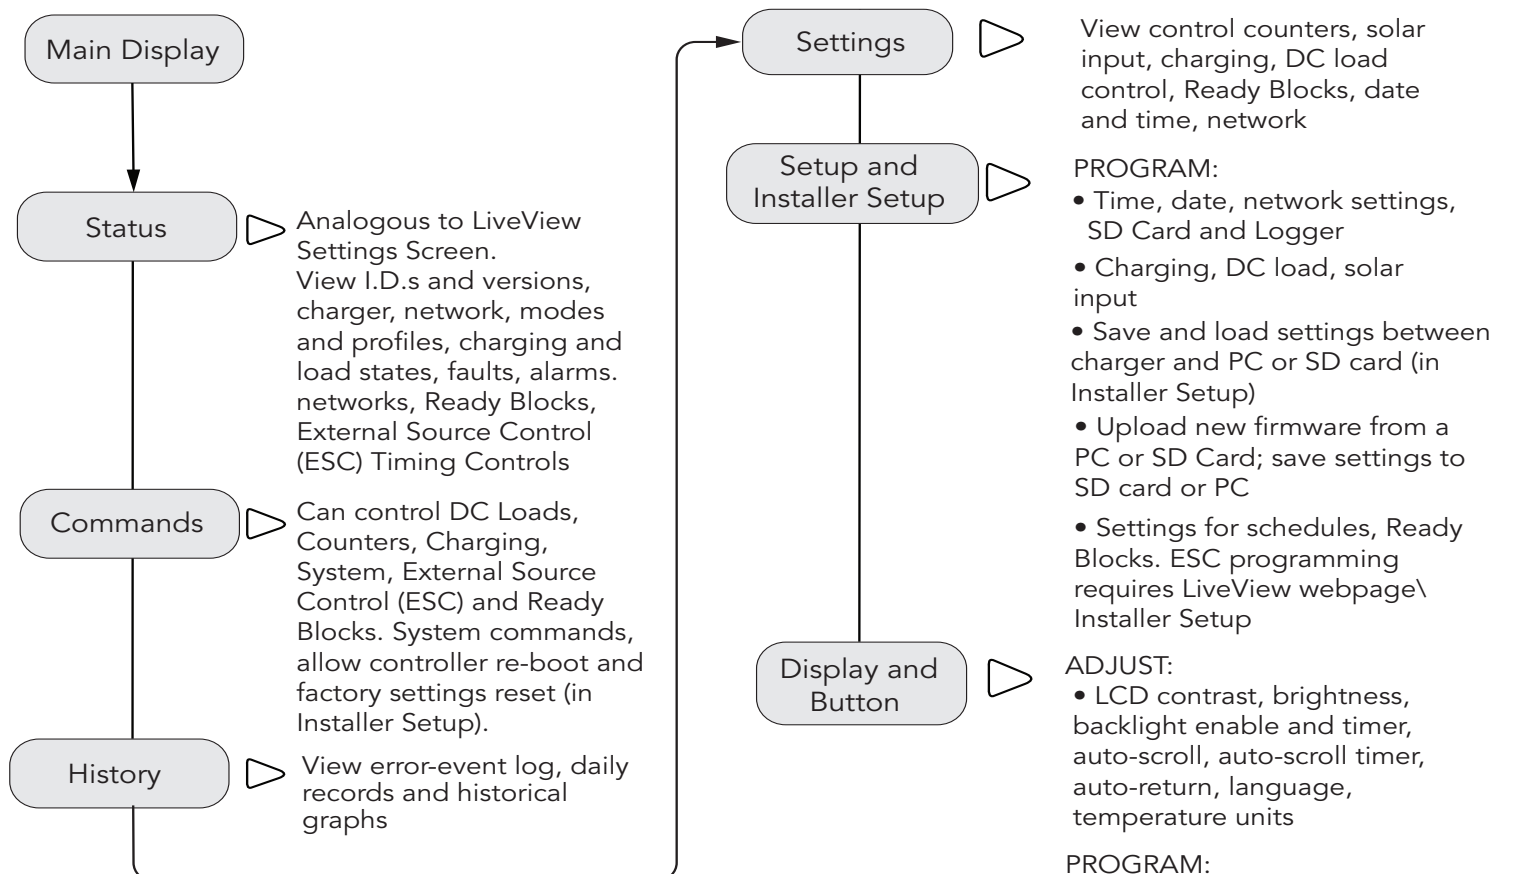 Main Display
Status
Analogous to LiveView
Settings Screen.
View I.D.s and versions,
charger, network, modes
and profiles, charging and
load states, faults, alarms.
networks, Ready Blocks,
External Source Control
(ESC) Timing Controls
Commands
Can control DC Loads,
Counters, Charging,
System, External Source
Control (ESC) and Ready
Blocks. System commands,
allow controller re-boot and
factory settings reset (in
Installer Setup).
History
View error-event log, daily
records and historical
graphs
Settings
View control counters, solar
input, charging, DC load
control, Ready Blocks, date
and time, network
Setup and
Installer Setup
PROGRAM:
• Time, date, network settings,
SD Card and Logger
• Charging, DC load, solar
input
• Save and load settings between
charger and PC or SD card (in
Installer Setup)
• Upload new firmware from a
PC or SD Card; save settings to
SD card or PC
• Settings for schedules, Ready
Blocks. ESC programming
requires LiveView webpage\
Installer Setup
Display and
Button
ADJUST:
• LCD contrast, brightness,
backlight enable and timer,
auto-scroll, auto-scroll timer,
auto-return, language,
temperature units
PROGRAM: